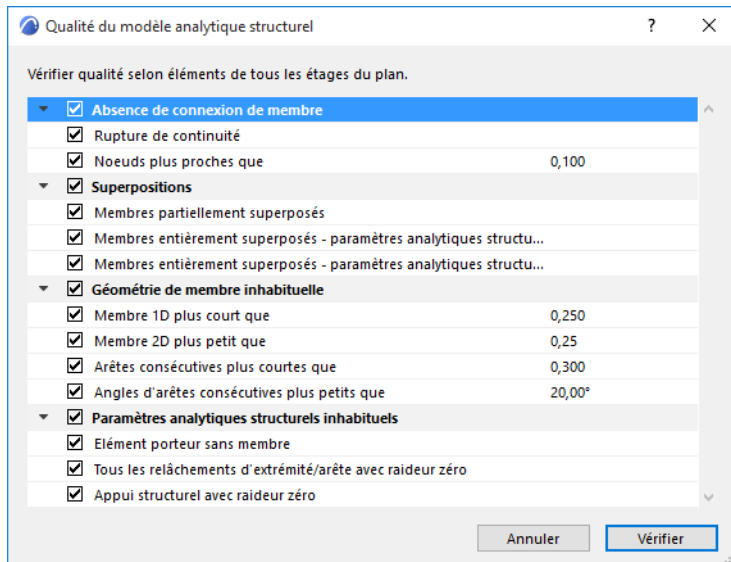 Qualité du modèle analytique structurel ?
Vérifier qualité selon éléments de tous les étages du plan.
Absence de connexion de membre
Rupture de continuité
Noeuds plus proches que 0,100
Superpositions
Membres partiellement superposés
Membres entièrement superposés - paramètres analytiques structu...
Membres entièrement superposés - paramètres analytiques structu...
Géométrie de membre inhabituelle
Membre 1D plus court que 0,250
Membre 2D plus petit que 0,25
Arêtes consécutives plus courtes que 0,300
Angles d'arêtes consécutives plus petits que 20,00°
Paramètres analytiques structurels inhabituels
Elément porteur sans membre
Tous les relâchements d'extrémité/arête avec raideur zéro
Appui structurel avec raideur zéro
Annuler Vérifier